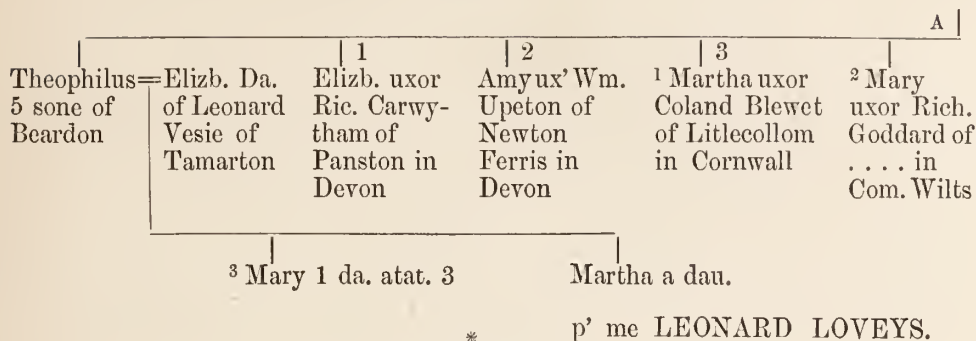 A
1 2 3
Theophilus=Elizb. Da. Elizb. uxor Amy ux' Wm. ¹ Martha uxor ² Mary
5 sone of of Leonard Ric. Carwy- Upeton of Coland Blewet uxor Rich.
Beardon Vesie of tham of Newton of Litlecollom Goddard of
Tamarton Panston in Ferris in in Cornwall . . . . in
Devon Devon Com. Wilts
³ Mary 1 da. atat. 3 Martha a dau.
* p' me LEONARD LOVEYS.